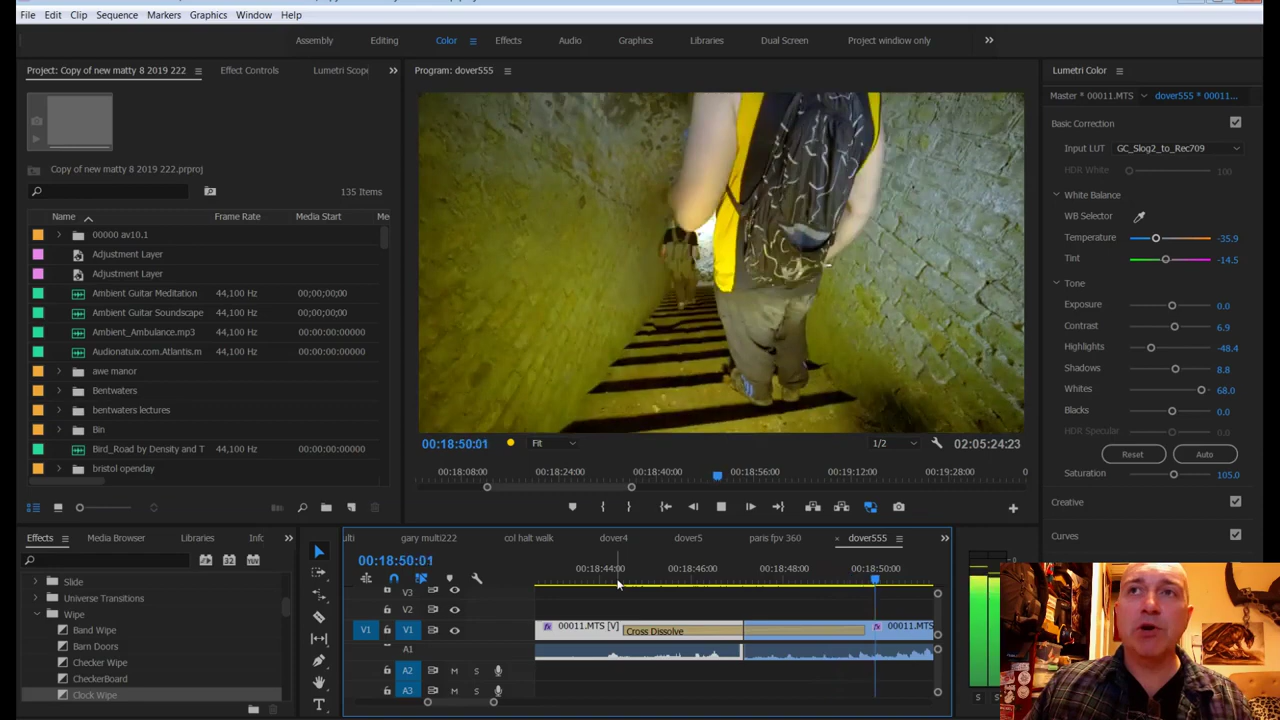 File Edit Clip Sequence Markers Graphics Window Help
Assembly Editing Color Effects Audio Graphics Libraries Dual Screen Project window only
Project: Copy of new matty 8 2019 222 Effect Controls Lumetri Scop
Program: dover555
Lumetri Color
Master * 00011.MTS dover555 * 00011...
Basic Correction
Input LUT GC_Slog2_to_Rec709
HDR White 100
White Balance
WB Selector
Temperature -35.9
Tint -14.5
Tone
Exposure 0.0
Contrast 6.9
Highlights -48.4
Shadows 8.8
Whites 68.0
Blacks 0.0
HDR Specular 0.0
Reset Auto
Saturation 105.0
Creative
Curves
Copy of new matty 8 2019 222.prproj
135 Items
Name Frame Rate Media Start Me
00000 av10.1
Adjustment Layer
Adjustment Layer
Ambient Guitar Meditation 44,100 Hz 00;00;00;00
Ambient Guitar Soundscape 44,100 Hz 00;00;00;00
Ambient_Ambulance.mp3 44,100 Hz 00:00:00:00000
Audionatuix.com.Atlantis.m 44,100 Hz 00:00:00:00000
awe manor
Bentwaters
bentwaters lectures
Bin
Bird_Road by Density and T 44,100 Hz 00:00:00:00000
bristol openday
00:18:50:01 Fit 1/2 02:05:24:23
00:18:08:00 00:18:24:00 00:18:40:00 00:18:56:00 00:19:12:00 00:19:28:00 0
Effects Media Browser Libraries Info
32 YUV
Slide
Universe Transitions
Wipe
Band Wipe
Barn Doors
Checker Wipe
CheckerBoard
Clock Wipe
ulti gary multi222 col halt walk dover4 dover5 paris fpv 360 × dover555
00:18:50:01
00:18:44:00 00:18:46:00 00:18:48:00 00:18:50:00
V3
V2
V1 V1 fx 00011.MTS [V] Cross Dissolve fx 00011.MTS
A1
A2 M S
A3 M S
T
0
S S